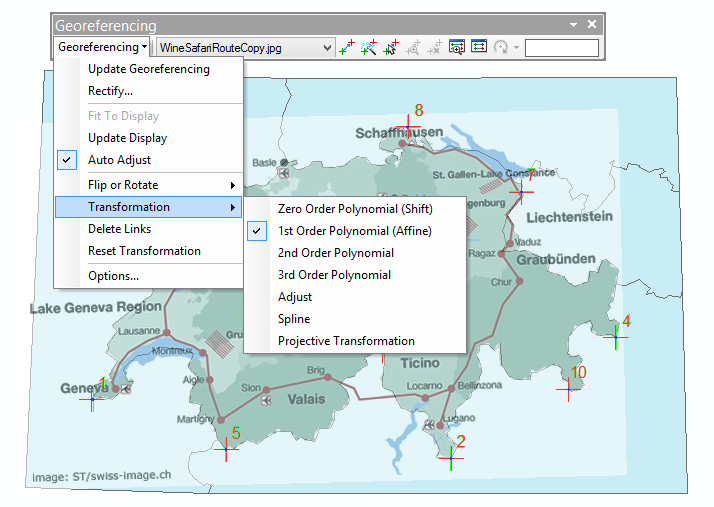 Georeferencing
Georeferencing
WineSafariRouteCopy.jpg
Update Georeferencing
Rectify...
Fit To Display
Update Display
Auto Adjust
Flip or Rotate
Transformation
Delete Links
Reset Transformation
Options...
Zero Order Polynomial (Shift)
1st Order Polynomial (Affine)
2nd Order Polynomial
3rd Order Polynomial
Adjust
Spline
Projective Transformation
8
Schaffhausen
Basle
St. Gallen-Lake Constance
7
Liechtenstein
Vaduz
Ragaz
Graubünden
Chur
Lake Geneva Region
Lausanne
Montreux
4
Ticino
10
Geneva
1
Aigle
Sion
Brig
Valais
Locarno
Bellinzona
Martigny
5
Lugano
2
image: ST/swiss-image.ch